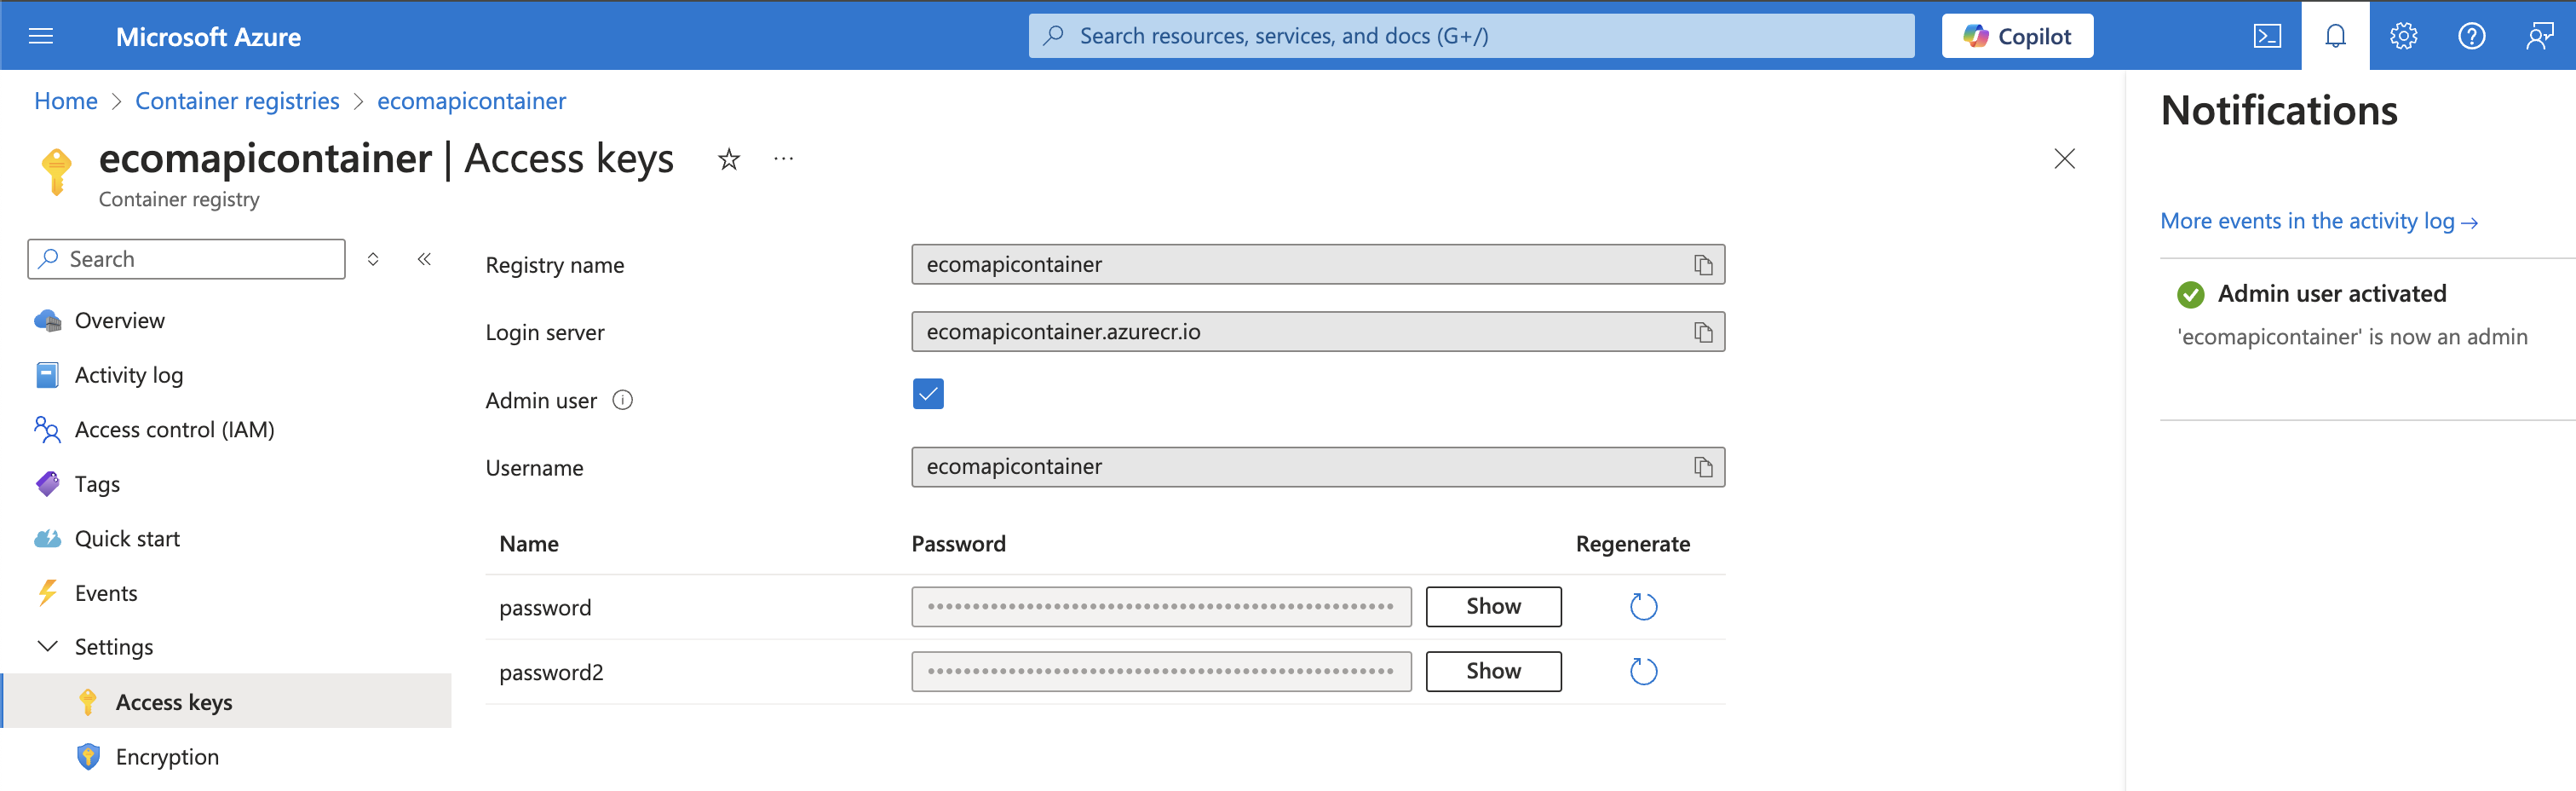 Microsoft Azure
Search resources, services, and docs (G+/)
Copilot
Home > Container registries > ecomapicontainer
ecomapicontainer | Access keys
Container registry
Search
Overview
Activity log
Access control (IAM)
Tags
Quick start
Events
Settings
Access keys
Encryption
Registry name
ecomapicontainer
Login server
ecomapicontainer.azurecr.io
Admin user
Username
ecomapicontainer
Name Password Regenerate
password Show
password2 Show
Notifications
More events in the activity log →
Admin user activated
'ecomapicontainer' is now an admin